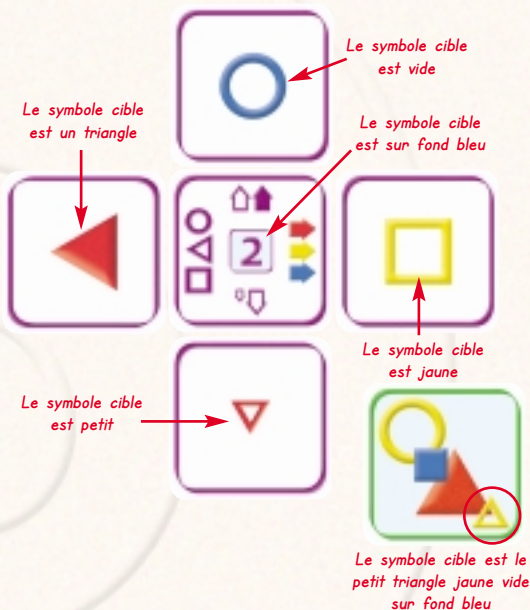 Le symbole cible
est vide
Le symbole cible
est un triangle
Le symbole cible
est sur fond bleu
2
Le symbole cible
est jaune
Le symbole cible
est petit
Le symbole cible est le
petit triangle jaune vide
sur fond bleu